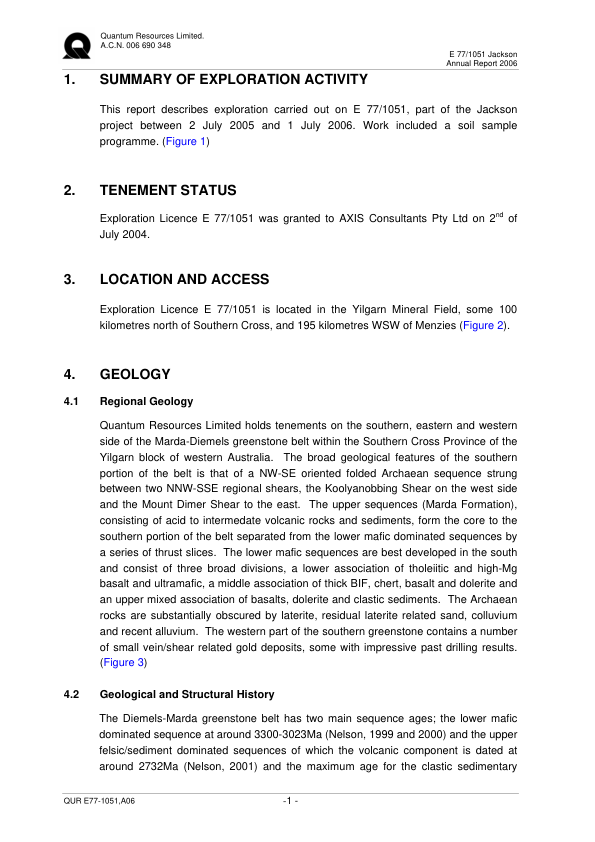 Quantum Resources Limited.
A.C.N. 006 690 348
E 77/1051 Jackson
Annual Report 2006
1. SUMMARY OF EXPLORATION ACTIVITY
This report describes exploration carried out on E 77/1051, part of the Jackson
project between 2 July 2005 and 1 July 2006. Work included a soil sample
programme. (Figure 1)
2. TENEMENT STATUS
Exploration Licence E 77/1051 was granted to AXIS Consultants Pty Ltd on 2nd of
July 2004.
3. LOCATION AND ACCESS
Exploration Licence E 77/1051 is located in the Yilgarn Mineral Field, some 100
kilometres north of Southern Cross, and 195 kilometres WSW of Menzies (Figure 2).
4. GEOLOGY
4.1 Regional Geology
Quantum Resources Limited holds tenements on the southern, eastern and western
side of the Marda-Diemels greenstone belt within the Southern Cross Province of the
Yilgarn block of western Australia. The broad geological features of the southern
portion of the belt is that of a NW-SE oriented folded Archaean sequence strung
between two NNW-SSE regional shears, the Koolyanobbing Shear on the west side
and the Mount Dimer Shear to the east. The upper sequences (Marda Formation),
consisting of acid to intermedate volcanic rocks and sediments, form the core to the
southern portion of the belt separated from the lower mafic dominated sequences by
a series of thrust slices. The lower mafic sequences are best developed in the south
and consist of three broad divisions, a lower association of tholeiitic and high-Mg
basalt and ultramafic, a middle association of thick BIF, chert, basalt and dolerite and
an upper mixed association of basalts, dolerite and clastic sediments. The Archaean
rocks are substantially obscured by laterite, residual laterite related sand, colluvium
and recent alluvium. The western part of the southern greenstone contains a number
of small vein/shear related gold deposits, some with impressive past drilling results.
(Figure 3)
4.2 Geological and Structural History
The Diemels-Marda greenstone belt has two main sequence ages; the lower mafic
dominated sequence at around 3300-3023Ma (Nelson, 1999 and 2000) and the upper
felsic/sediment dominated sequences of which the volcanic component is dated at
around 2732Ma (Nelson, 2001) and the maximum age for the clastic sedimentary
QUR E77-1051,A06
-1 -